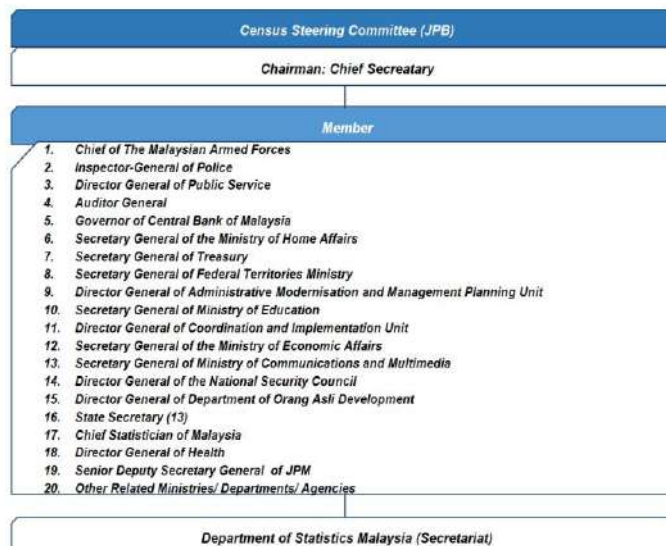 Census Steering Committee (JPB)
Chairman: Chief Secreatary
Member
1. Chief of The Malaysian Armed Forces
2. Inspector-General of Police
3. Director General of Public Service
4. Auditor General
5. Governor of Central Bank of Malaysia
6. Secretary General of the Ministry of Home Affairs
7. Secretary General of Treasury
8. Secretary General of Federal Territories Ministry
9. Director General of Administrative Modernisation and Management Planning Unit
10. Secretary General of Ministry of Education
11. Director General of Coordination and Implementation Unit
12. Secretary General of the Ministry of Economic Affairs
13. Secretary General of Ministry of Communications and Multimedia
14. Director General of the National Security Council
15. Director General of Department of Orang Asli Development
16. State Secretary (13)
17. Chief Statistician of Malaysia
18. Director General of Health
19. Senior Deputy Secretary General of JPM
20. Other Related Ministries/ Departments/ Agencies
Department of Statistics Malaysia (Secretariat)